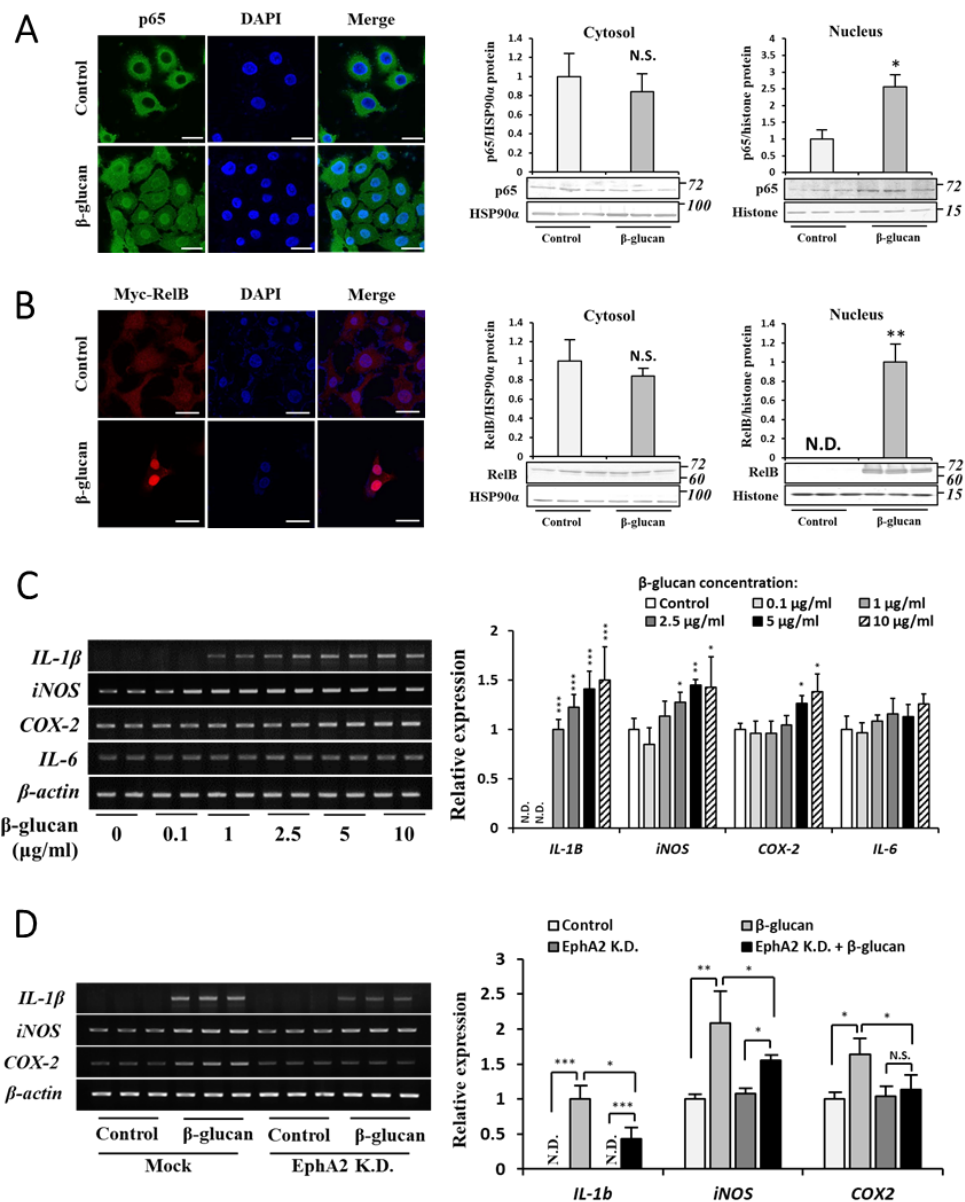 A
p65 DAPI Merge
Control
β-glucan
Cytosol
p65/HSP90α protein
1.4
1.2
1
0.8
0.6
0.4
0.2
0
N.S.
p65
72
HSP90α
100
Control β-glucan
Nucleus
p65/histone protein
4
3.5
3
2.5
2
1.5
1
0.5
0
*
p65
72
Histone
15
Control β-glucan
B
Myc-RelB DAPI Merge
Control
β-glucan
Cytosol
RelB/HSP90α protein
1.4
1.2
1
0.8
0.6
0.4
0.2
0
N.S.
RelB
72
60
HSP90α
100
Control β-glucan
Nucleus
RelB/histone protein
1.4
1.2
1
0.8
0.6
0.4
0.2
0
N.D.
**
RelB
72
60
Histone
15
Control β-glucan
C
IL-1β
iNOS
COX-2
IL-6
β-actin
β-glucan 0 0.1 1 2.5 5 10
(μg/ml)
β-glucan concentration:
Control 0.1 μg/ml 1 μg/ml
2.5 μg/ml 5 μg/ml 10 μg/ml
Relative expression
2
1.5
1
0.5
0
N.D. N.D. *** *** *** ***
* ** *
* *
IL-1B iNOS COX-2 IL-6
D
IL-1β
iNOS
COX-2
β-actin
Control β-glucan Control β-glucan
Mock EphA2 K.D.
Control β-glucan
EphA2 K.D. EphA2 K.D. + β-glucan
Relative expression
3
2.5
2
1.5
1
0.5
0
N.D. *** N.D. *** *
** * *
* * N.S.
IL-1b iNOS COX2